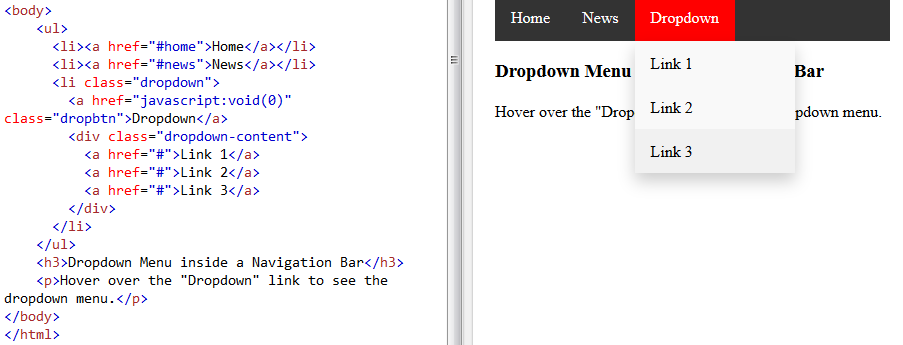 <body>
<ul>
<li><a href="#home">Home</a></li>
<li><a href="#news">News</a></li>
<li class="dropdown">
<a href="javascript:void(0)"
class="dropbtn">Dropdown</a>
<div class="dropdown-content">
<a href="#">Link 1</a>
<a href="#">Link 2</a>
<a href="#">Link 3</a>
</div>
</li>
</ul>
<h3>Dropdown Menu inside a Navigation Bar</h3>
<p>Hover over the "Dropdown" link to see the
dropdown menu.</p>
</body>
</html>
Home News Dropdown
Link 1
Dropdown Menu Bar
Link 2
Hover over the "Drop pdown menu.
Link 3